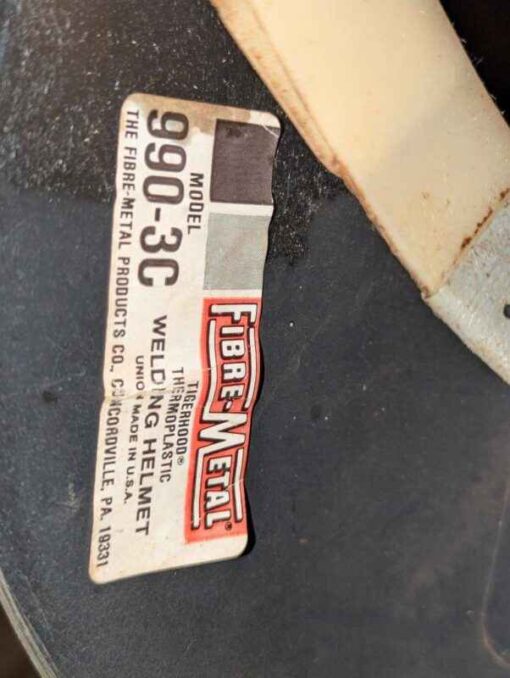 FIBRE-METAL®
MODEL
990-3C
TIGERHOOD®
THERMOPLASTIC
WELDING HELMET
UNION MADE IN U.S.A.
THE FIBRE-METAL PRODUCTS CO., CONCORDVILLE, PA. 19331